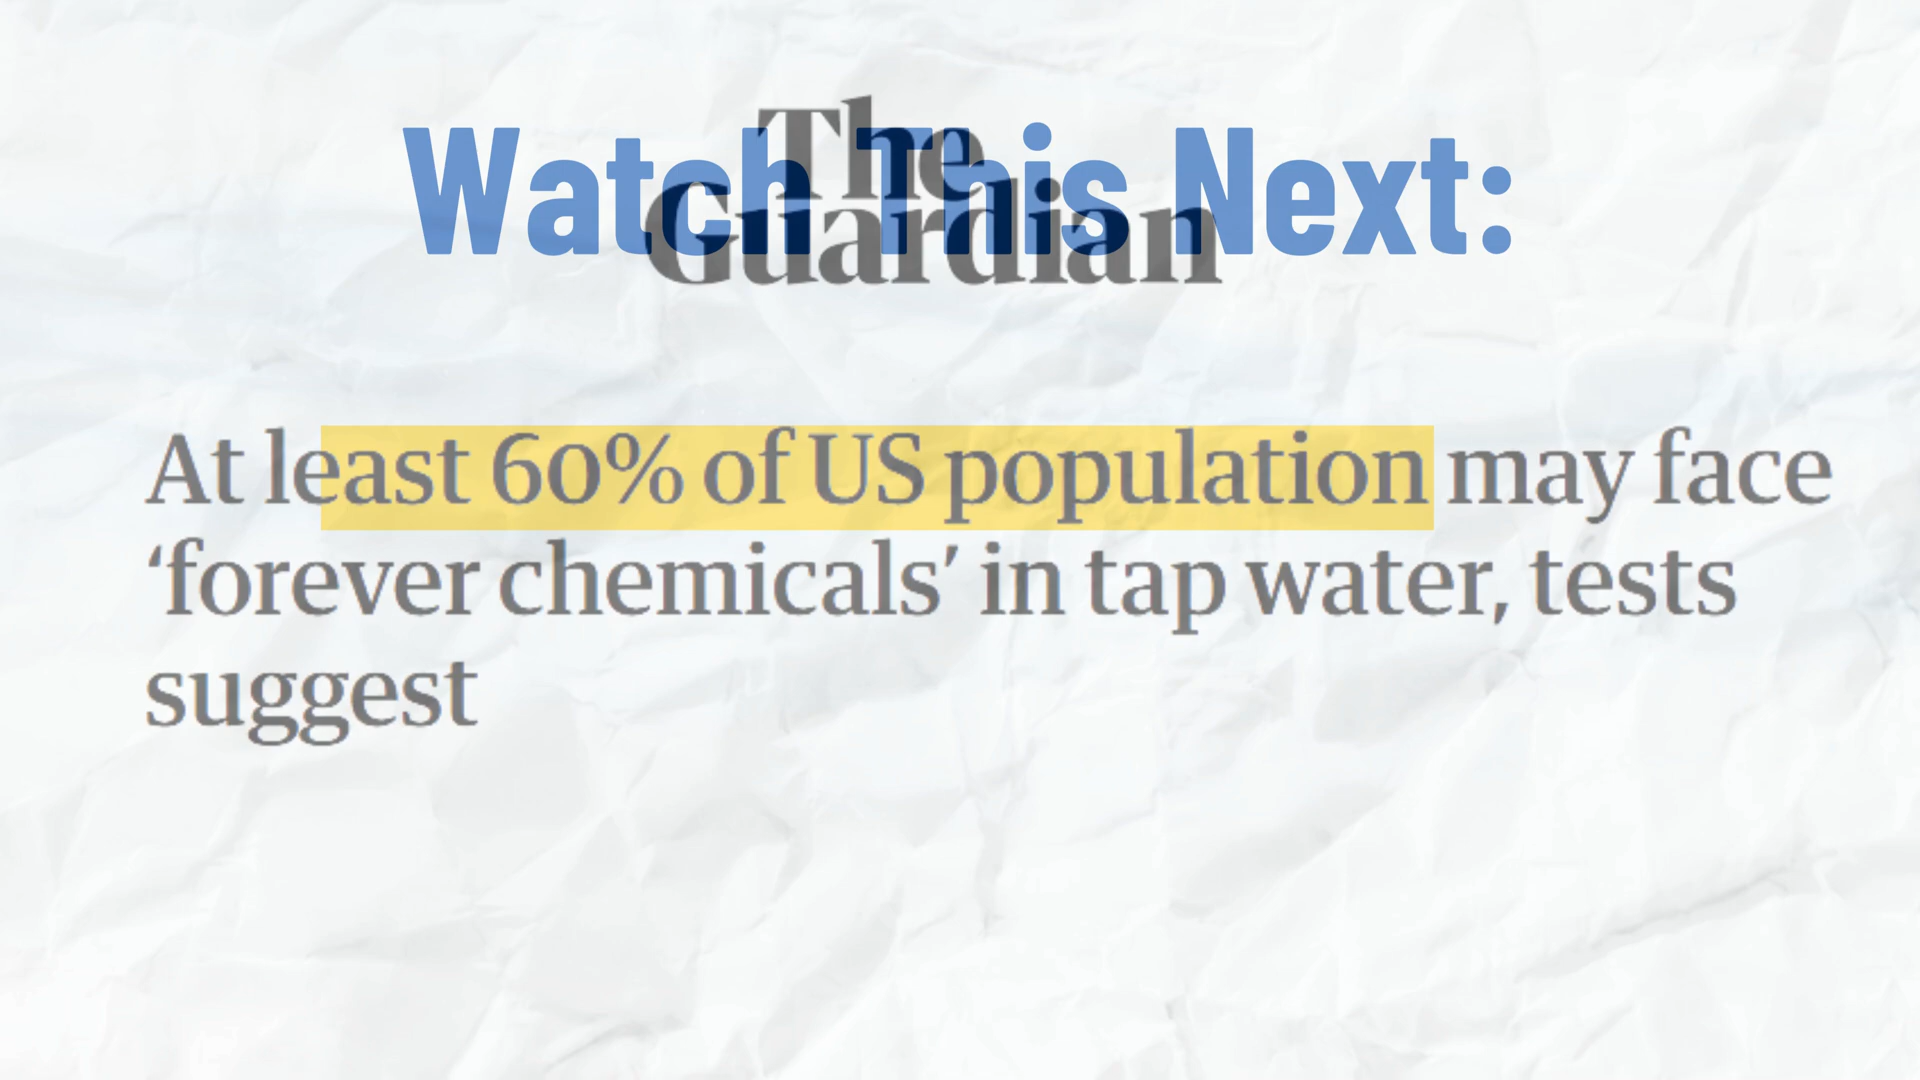 Watch This Next:
The
Guardian
At least 60% of US population may face
‘forever chemicals’ in tap water, tests
suggest